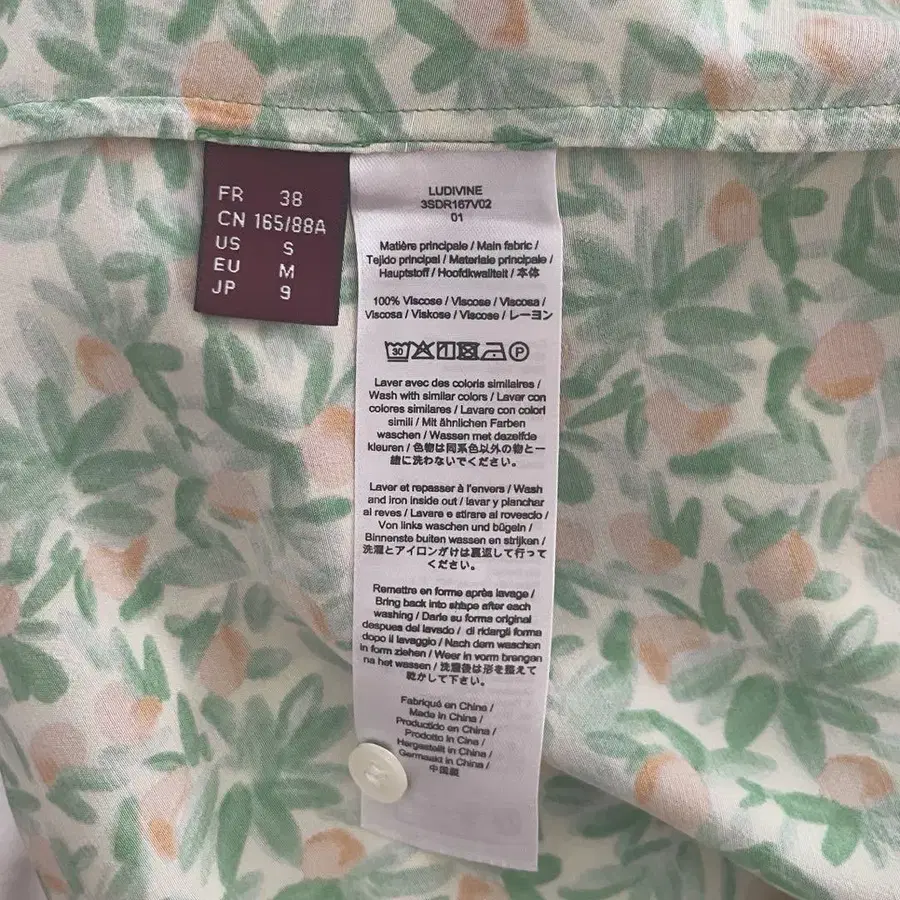 FR 38
CN 165/88A
US S
EU M
JP 9
LUDIVINE
3SDR167V02
01
Matière principale / Main fabric /
Tejido principal / Materiale principale /
Hauptstoff / Hoofdkwaliteit / 本体
100% Viscose / Viscose / Viscosa /
Viscosa / Viskose / Viscose / レーヨン
30 P
Laver avec des coloris similaires /
Wash with similar colors / Lavar con
colores similares / Lavare con colori
simili / Mit ähnlichen Farben
waschen / Wassen met dezelfde
kleuren / 色物は同系色以外の物と一
緒に洗わないでください。
Laver et repasser à l'envers / Wash
and iron inside out / lavar y planchar
al reves / Lavare e stirare al rovescio /
Von links waschen und bügeln /
Binnenste buiten wassen en strijken /
洗濯とアイロンがけは裏返して行って
ください。
Remettre en forme après lavage /
Bring back into shape after each
washing / Darle su forma original
despues del lavado / di ridargli forma
dopo il lavaggio / Nach dem waschen
in form ziehen / Weer in vorm brengen
na het wassen / 洗濯後は形を整えて
乾かして下さい。
Fabriqué en Chine /
Made in China /
Productido en China /
Prodotto in Cina /
Hergestellt in China /
Gemaakt in China /
中国製